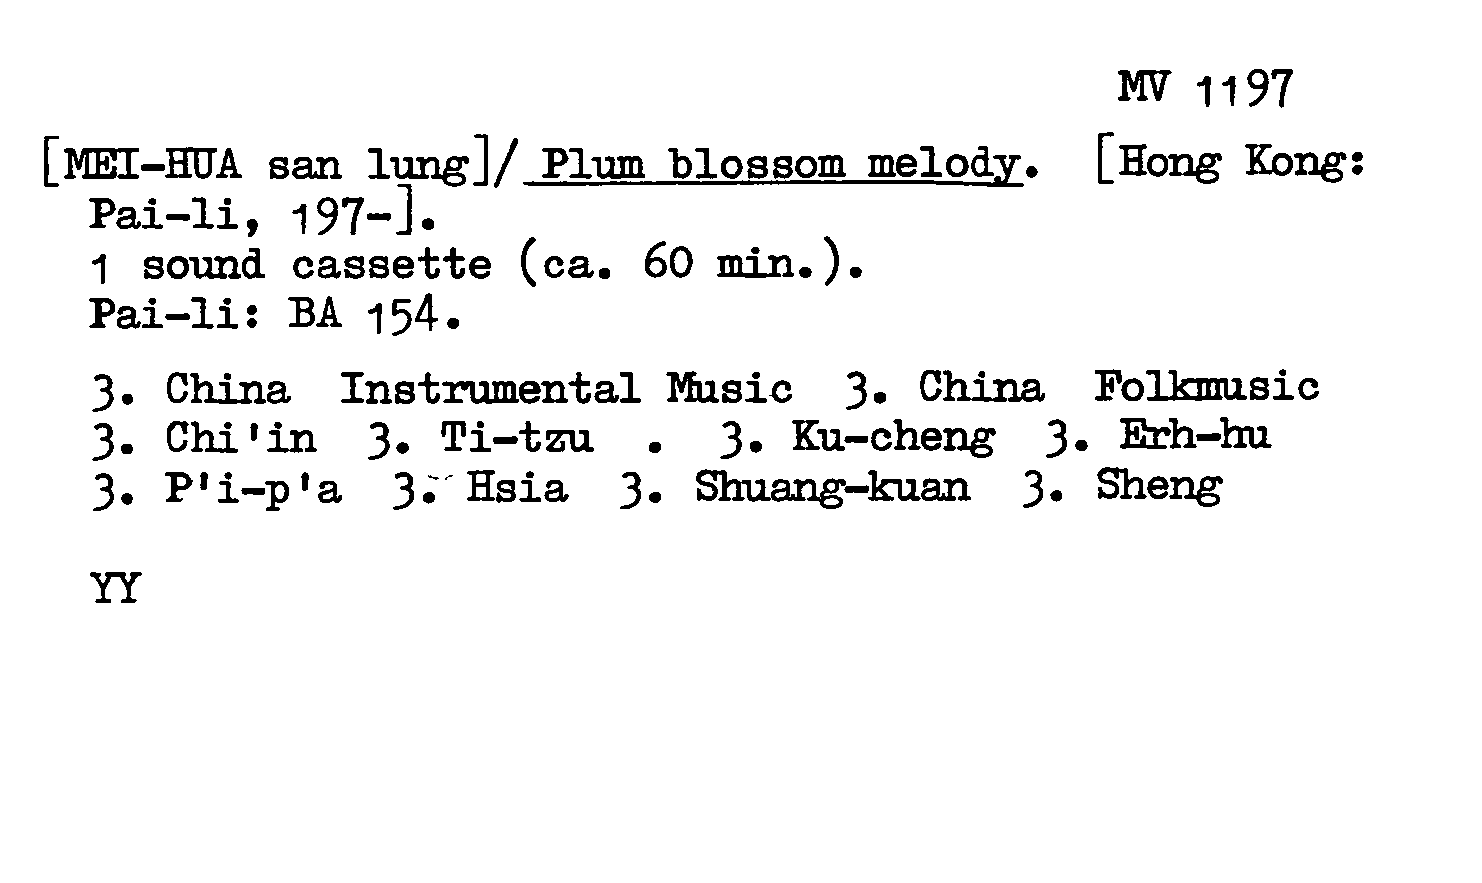 MV 1197
[MEI-HUA san lung]/ Plum blossom melody. [Hong Kong:
Pai-li, 197-].
1 sound cassette (ca. 60 min.).
Pai-li: BA 154.
3. China Instrumental Music 3. China Folkmusic
3. Chi'in 3. Ti-tzu . 3. Ku-cheng 3. Erh-hu
3. P'i-p'a 3. Hsia 3. Shuang-kuan 3. Sheng
YY